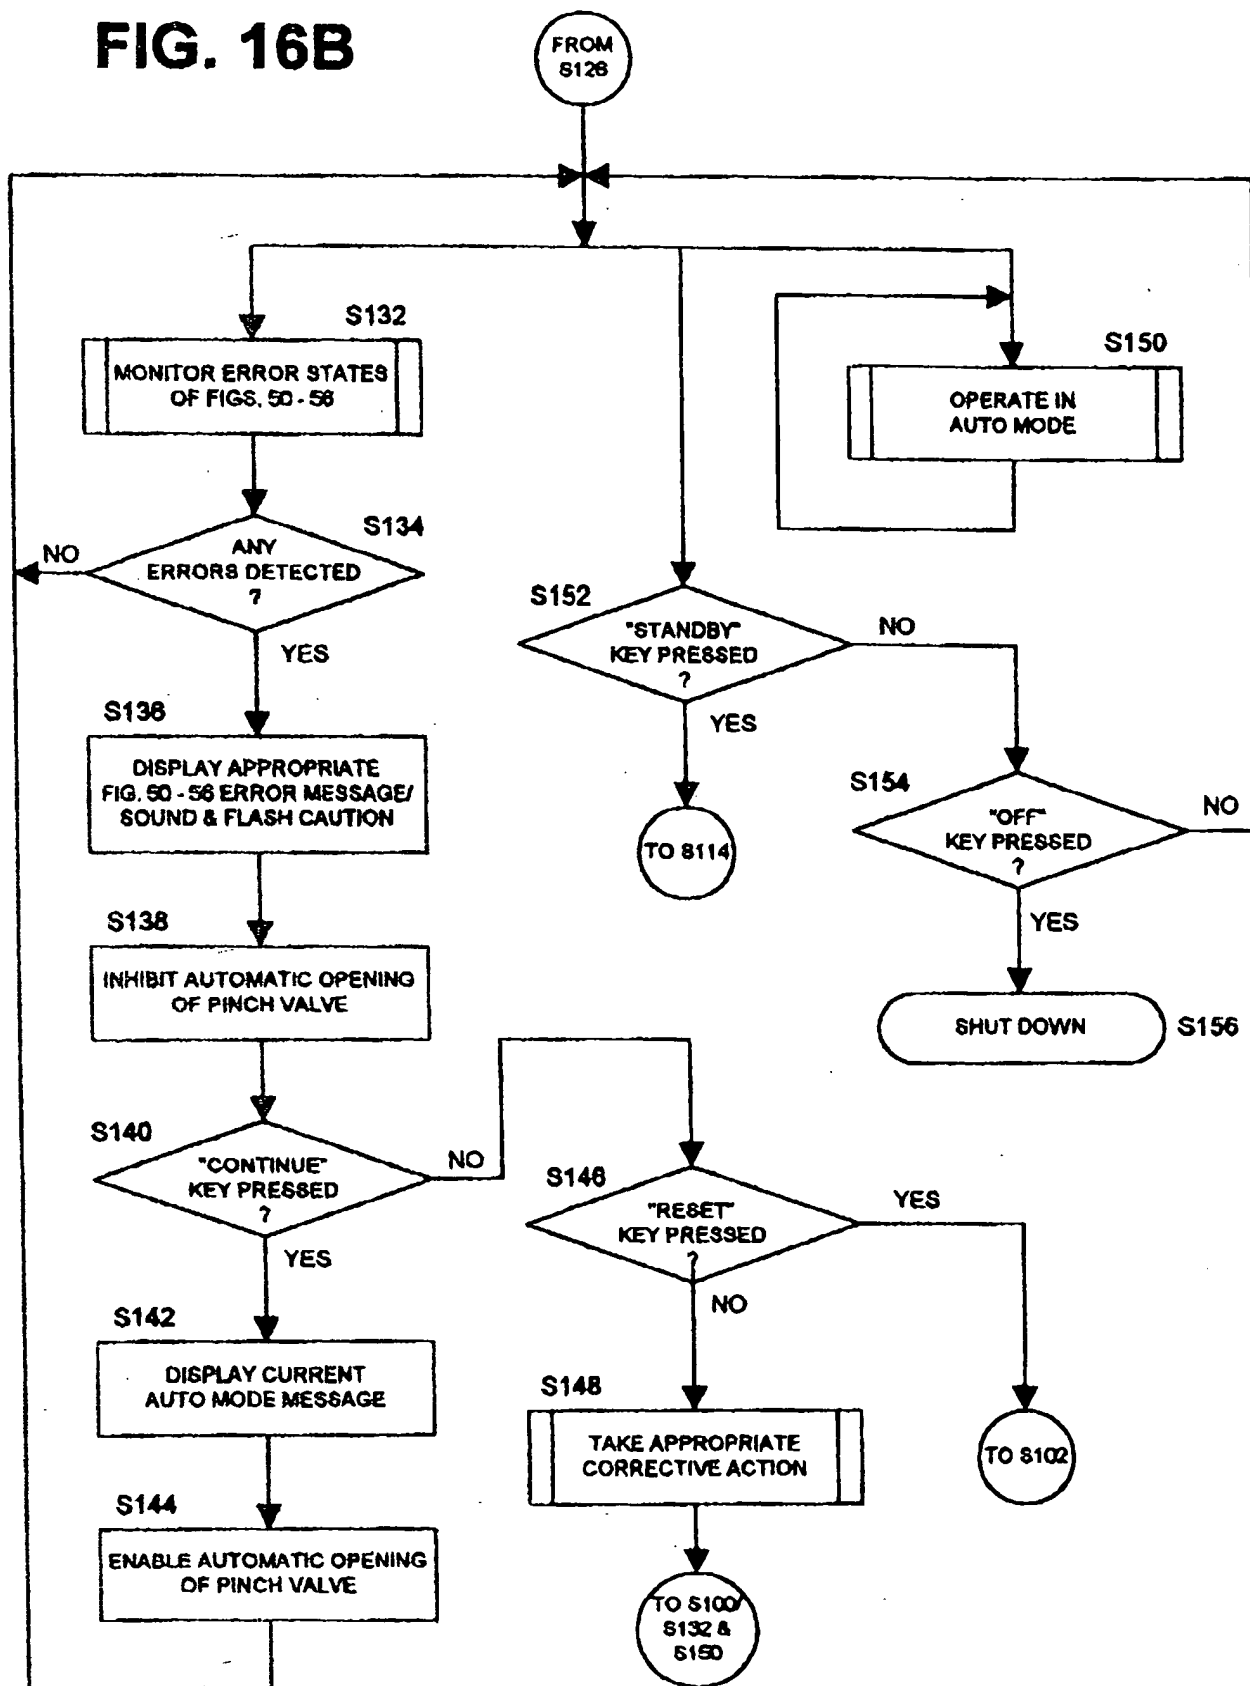 FIG. 16B
FROM
S126
S132
MONITOR ERROR STATES
OF FIGS. 50 - 56
S150
OPERATE IN
AUTO MODE
S134
ANY
ERRORS DETECTED
?
NO
YES
S152
"STANDBY"
KEY PRESSED
?
NO
YES
S136
DISPLAY APPROPRIATE
FIG. 50 - 56 ERROR MESSAGE/
SOUND & FLASH CAUTION
TO S114
S154
"OFF"
KEY PRESSED
?
NO
YES
S138
INHIBIT AUTOMATIC OPENING
OF PINCH VALVE
SHUT DOWN
S156
S140
"CONTINUE"
KEY PRESSED
?
NO
YES
S146
"RESET"
KEY PRESSED
?
YES
NO
S142
DISPLAY CURRENT
AUTO MODE MESSAGE
S148
TAKE APPROPRIATE
CORRECTIVE ACTION
TO S102
S144
ENABLE AUTOMATIC OPENING
OF PINCH VALVE
TO S100/
S132 &
S150